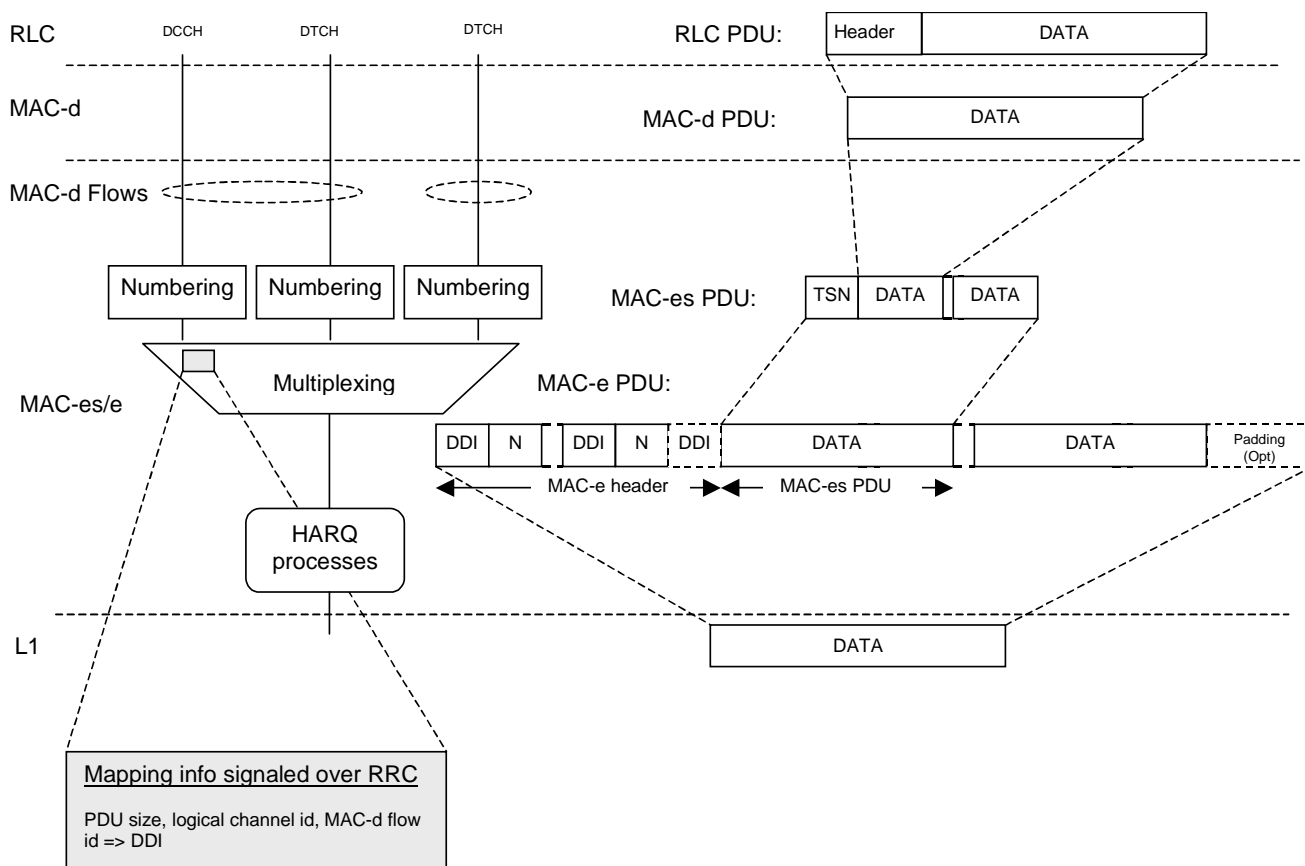 RLC
DCCH
DTCH
DTCH
RLC PDU:
Header
DATA
MAC-d
MAC-d PDU:
DATA
MAC-d Flows
Numbering
Numbering
Numbering
MAC-es PDU:
TSN
DATA
DATA
Multiplexing
MAC-e PDU:
MAC-es/e
DDI
N
DDI
N
DDI
DATA
DATA
Padding
(Opt)
MAC-e header
MAC-es PDU
HARQ
processes
L1
DATA
Mapping info signaled over RRC
PDU size, logical channel id, MAC-d flow
id => DDI